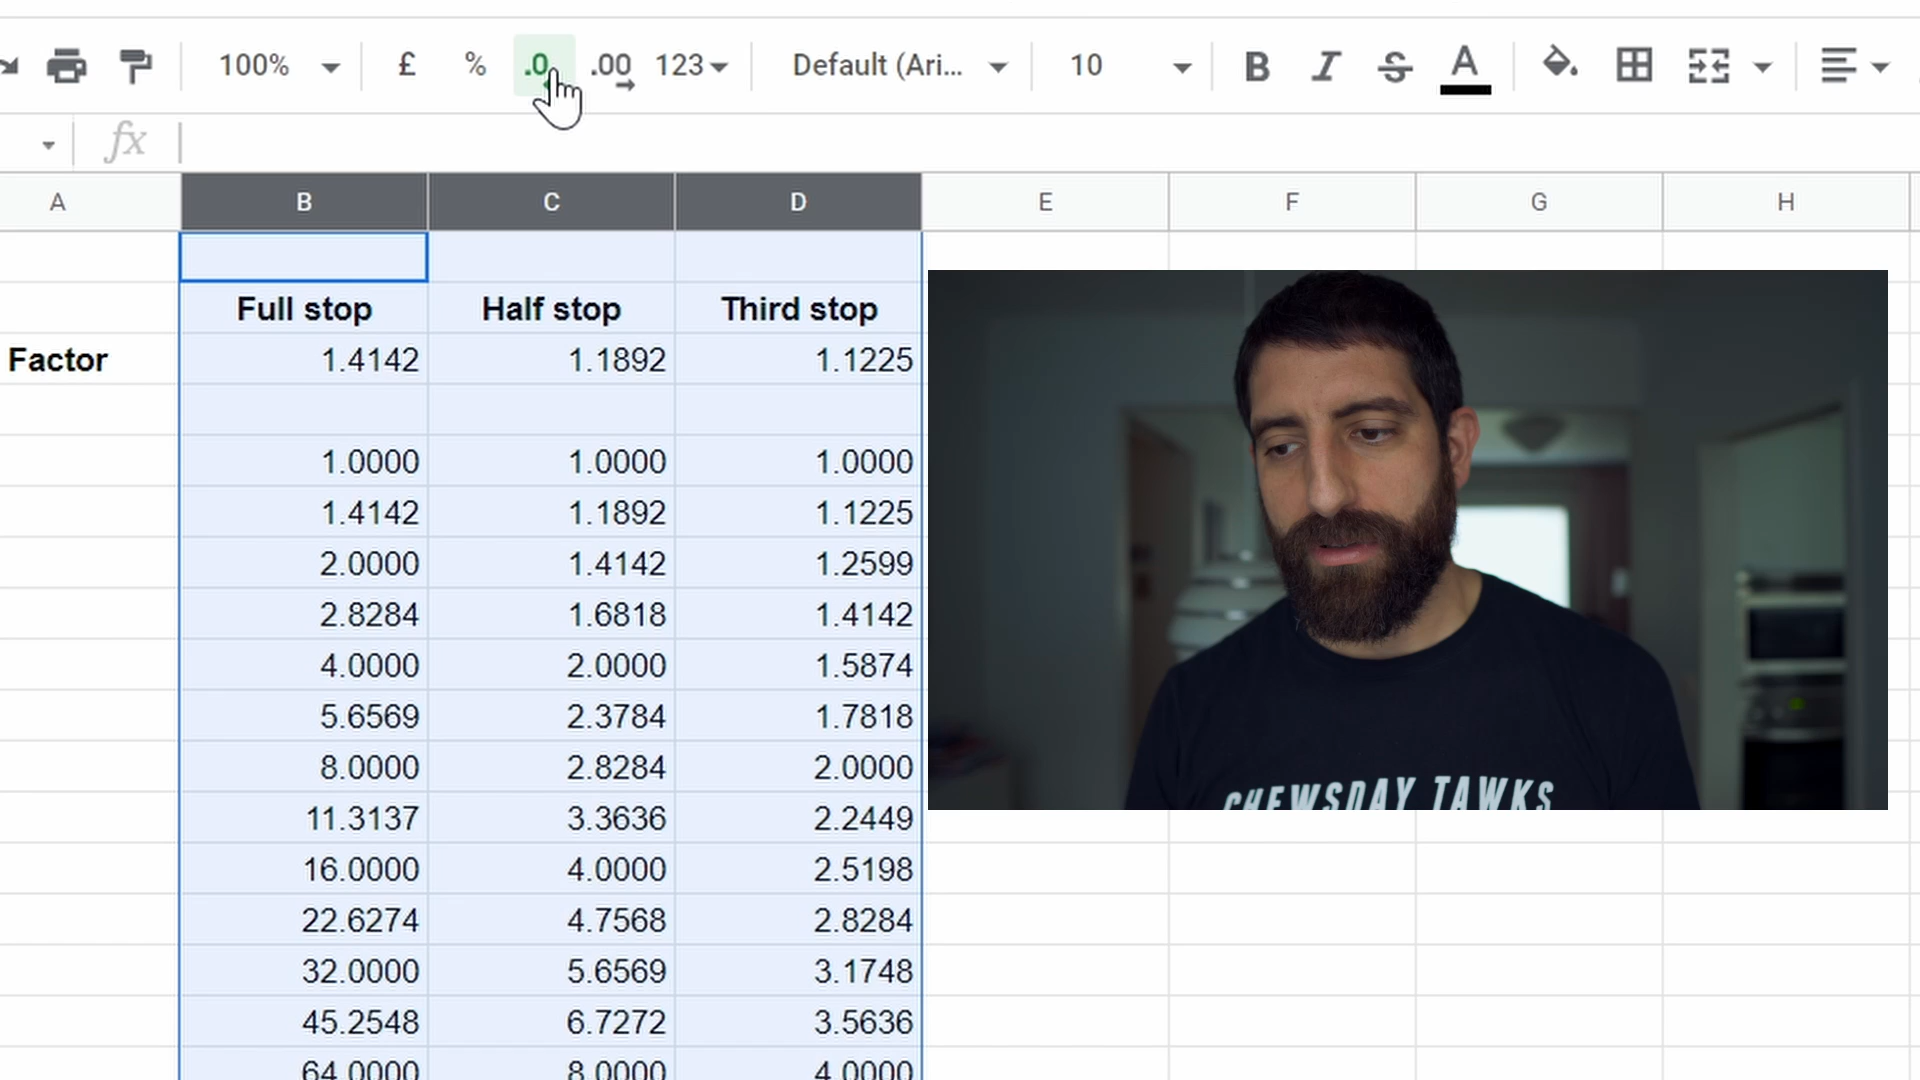 100% £ % .0 .00 123 Default (Ari... 10 B I S A
fx
A B C D E F G H
Full stop Half stop Third stop
Factor 1.4142 1.1892 1.1225
1.0000 1.0000 1.0000
1.4142 1.1892 1.1225
2.0000 1.4142 1.2599
2.8284 1.6818 1.4142
4.0000 2.0000 1.5874
5.6569 2.3784 1.7818
8.0000 2.8284 2.0000
11.3137 3.3636 2.2449
16.0000 4.0000 2.5198
22.6274 4.7568 2.8284
32.0000 5.6569 3.1748
45.2548 6.7272 3.5636
64.0000 8.0000 4.0000
CHEWSDAY TAWKS